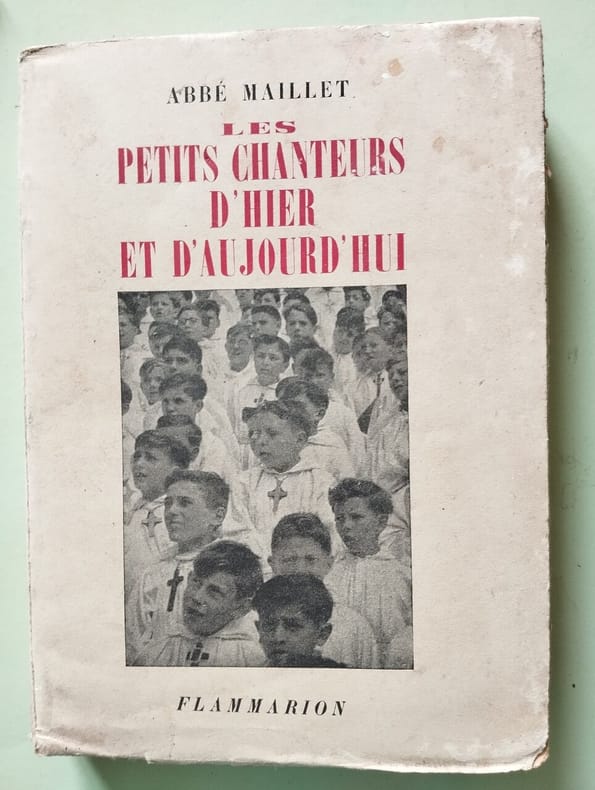 ABBÉ MAILLET
LES
PETITS CHANTEURS
D'HIER
ET D'AUJOURD'HUI
FLAMMARION